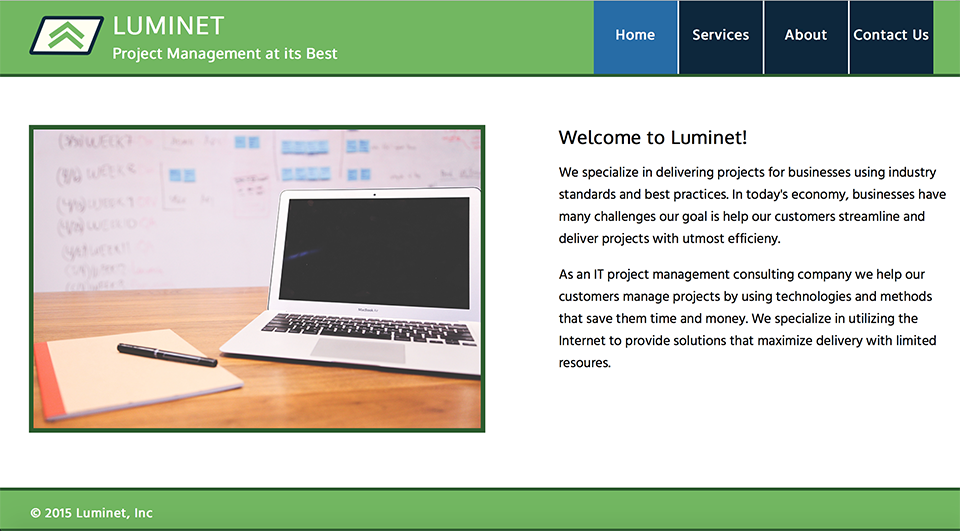 LUMINET
Project Management at its Best
Home
Services
About
Contact Us
Welcome to Luminet!
We specialize in delivering projects for businesses using industry
standards and best practices. In today's economy, businesses have
many challenges our goal is help our customers streamline and
deliver projects with utmost efficieny.
As an IT project management consulting company we help our
customers manage projects by using technologies and methods
that save them time and money. We specialize in utilizing the
Internet to provide solutions that maximize delivery with limited
resoures.
© 2015 Luminet, Inc